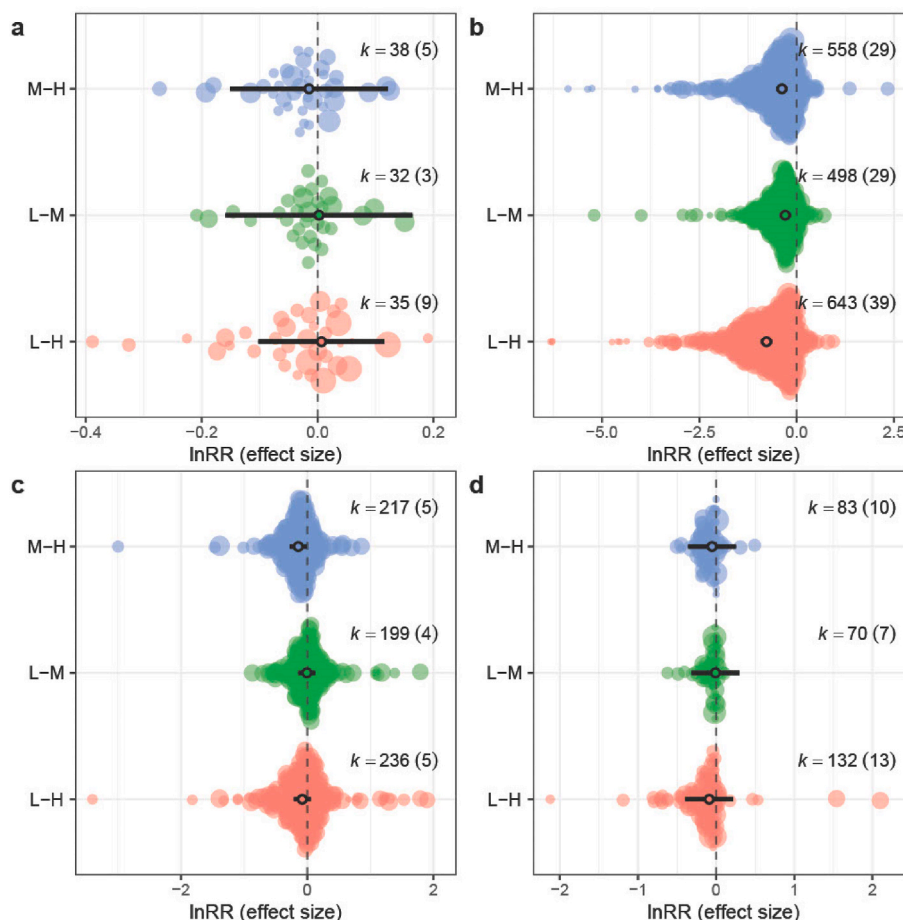 a
k = 38 (5)
M−H
k = 32 (3)
L−M
k = 35 (9)
L−H
−0.4 −0.2 0.0 0.2
lnRR (effect size)
b
k = 558 (29)
M−H
k = 498 (29)
L−M
k = 643 (39)
L−H
−5.0 −2.5 0.0 2.5
lnRR (effect size)
c
k = 217 (5)
M−H
k = 199 (4)
L−M
k = 236 (5)
L−H
−2 0 2
lnRR (effect size)
d
k = 83 (10)
M−H
k = 70 (7)
L−M
k = 132 (13)
L−H
−2 −1 0 1 2
lnRR (effect size)